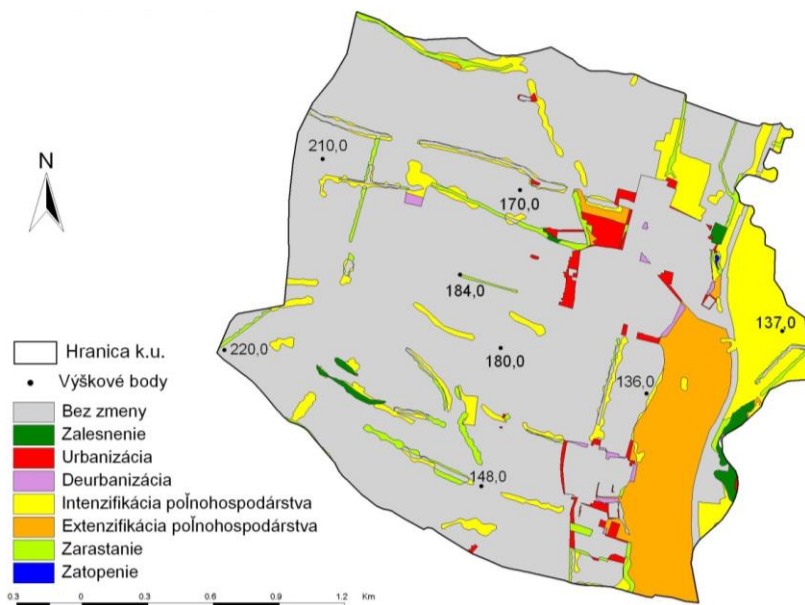 N
210,0
170,0
184,0
180,0
220,0
137,0
136,0
148,0
Hranica k.u.
Výškové body
Bez zmeny
Zalesnenie
Urbanizácia
Deurbanizácia
Intenzifikácia poľnohospodárstva
Extenzifikácia poľnohospodárstva
Zarastanie
Zatopenie
0.3 0 0.3 0.6 0.9 1.2 Km